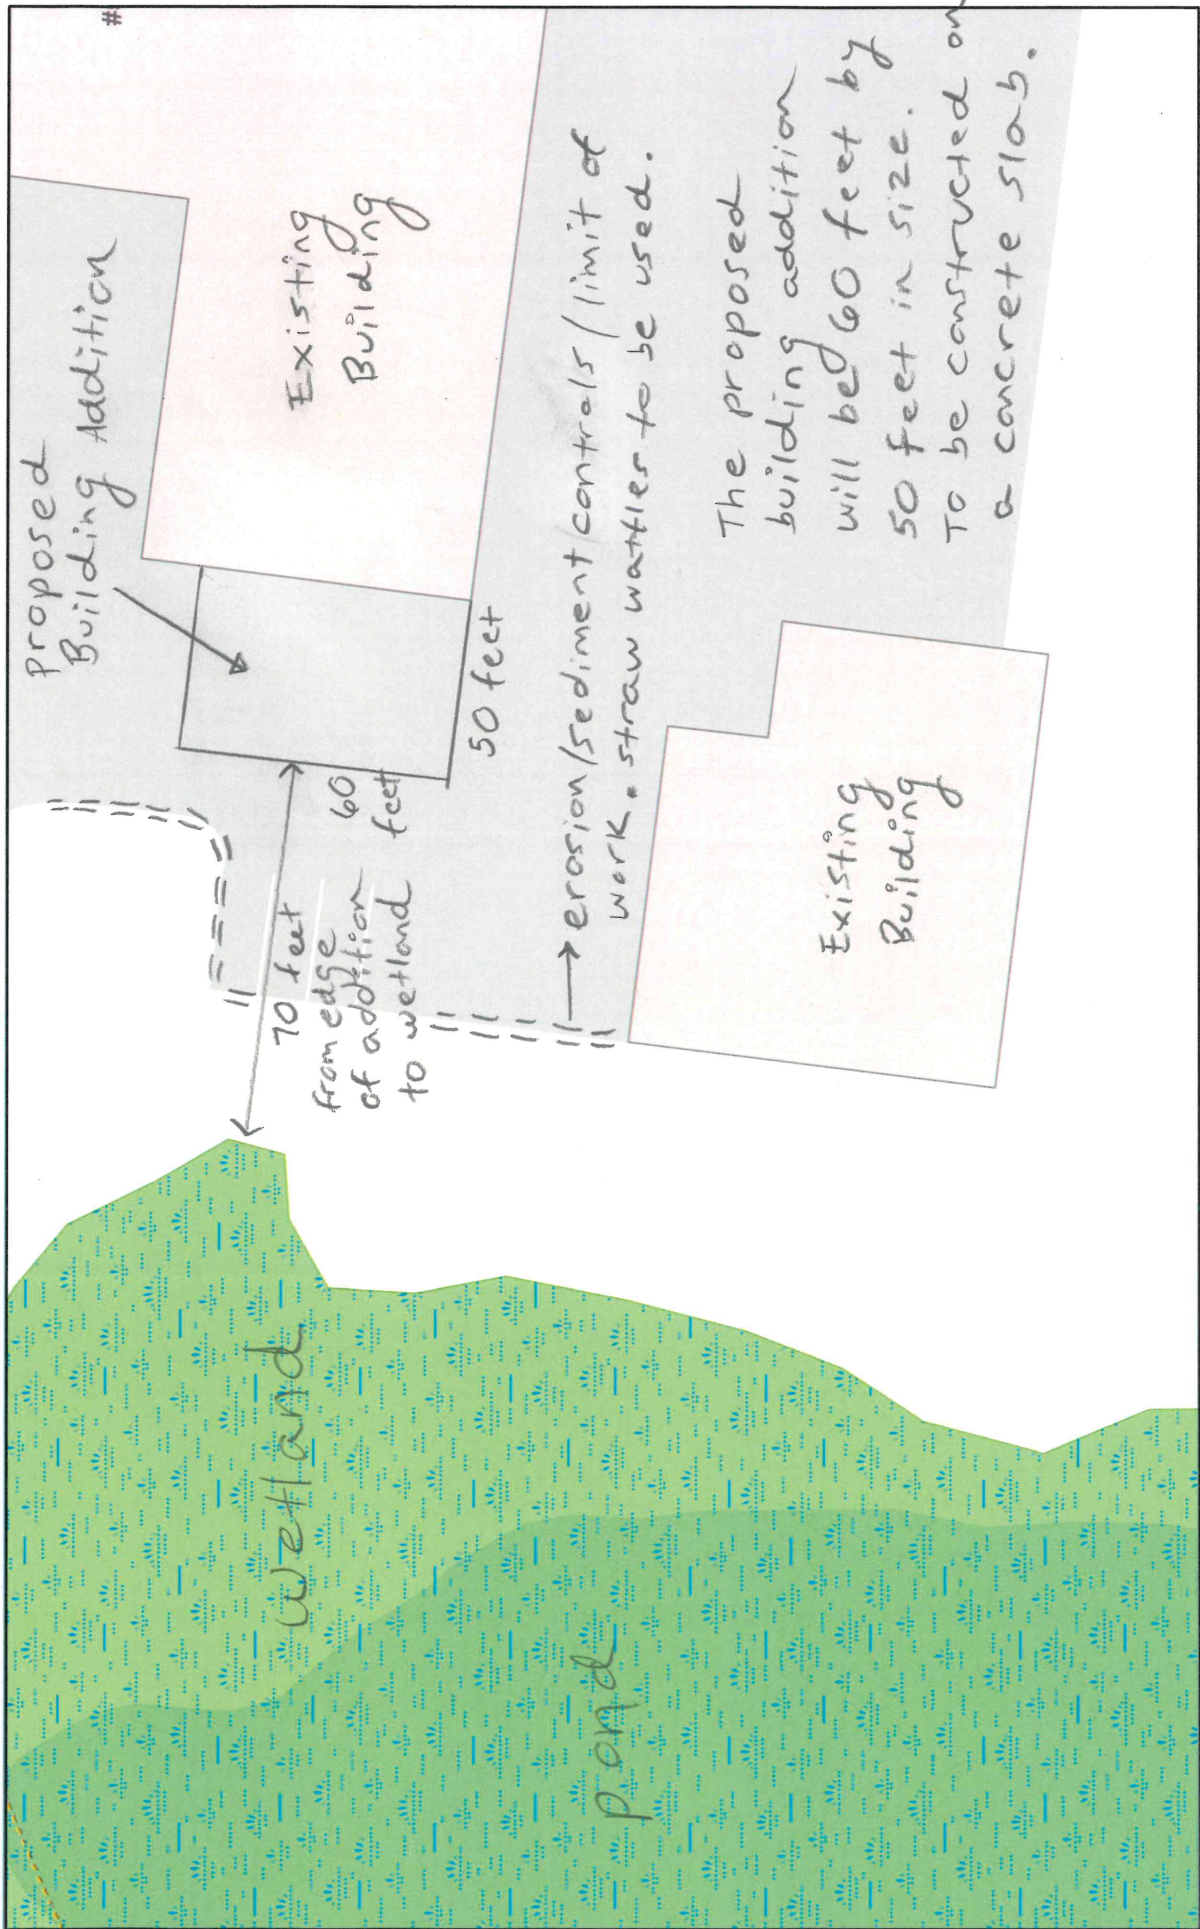 proposed
Building Addition
#
Existing
Building
50 feet
60
feet
70 feet
from edge
of addition
to wetland
erosion/sediment controls / limit of
work. straw wattles to be used.
The proposed
building addition
will be 60 feet by
50 feet in size.
To be constructed on
a concrete slab.
Existing
Building
wetland
pond